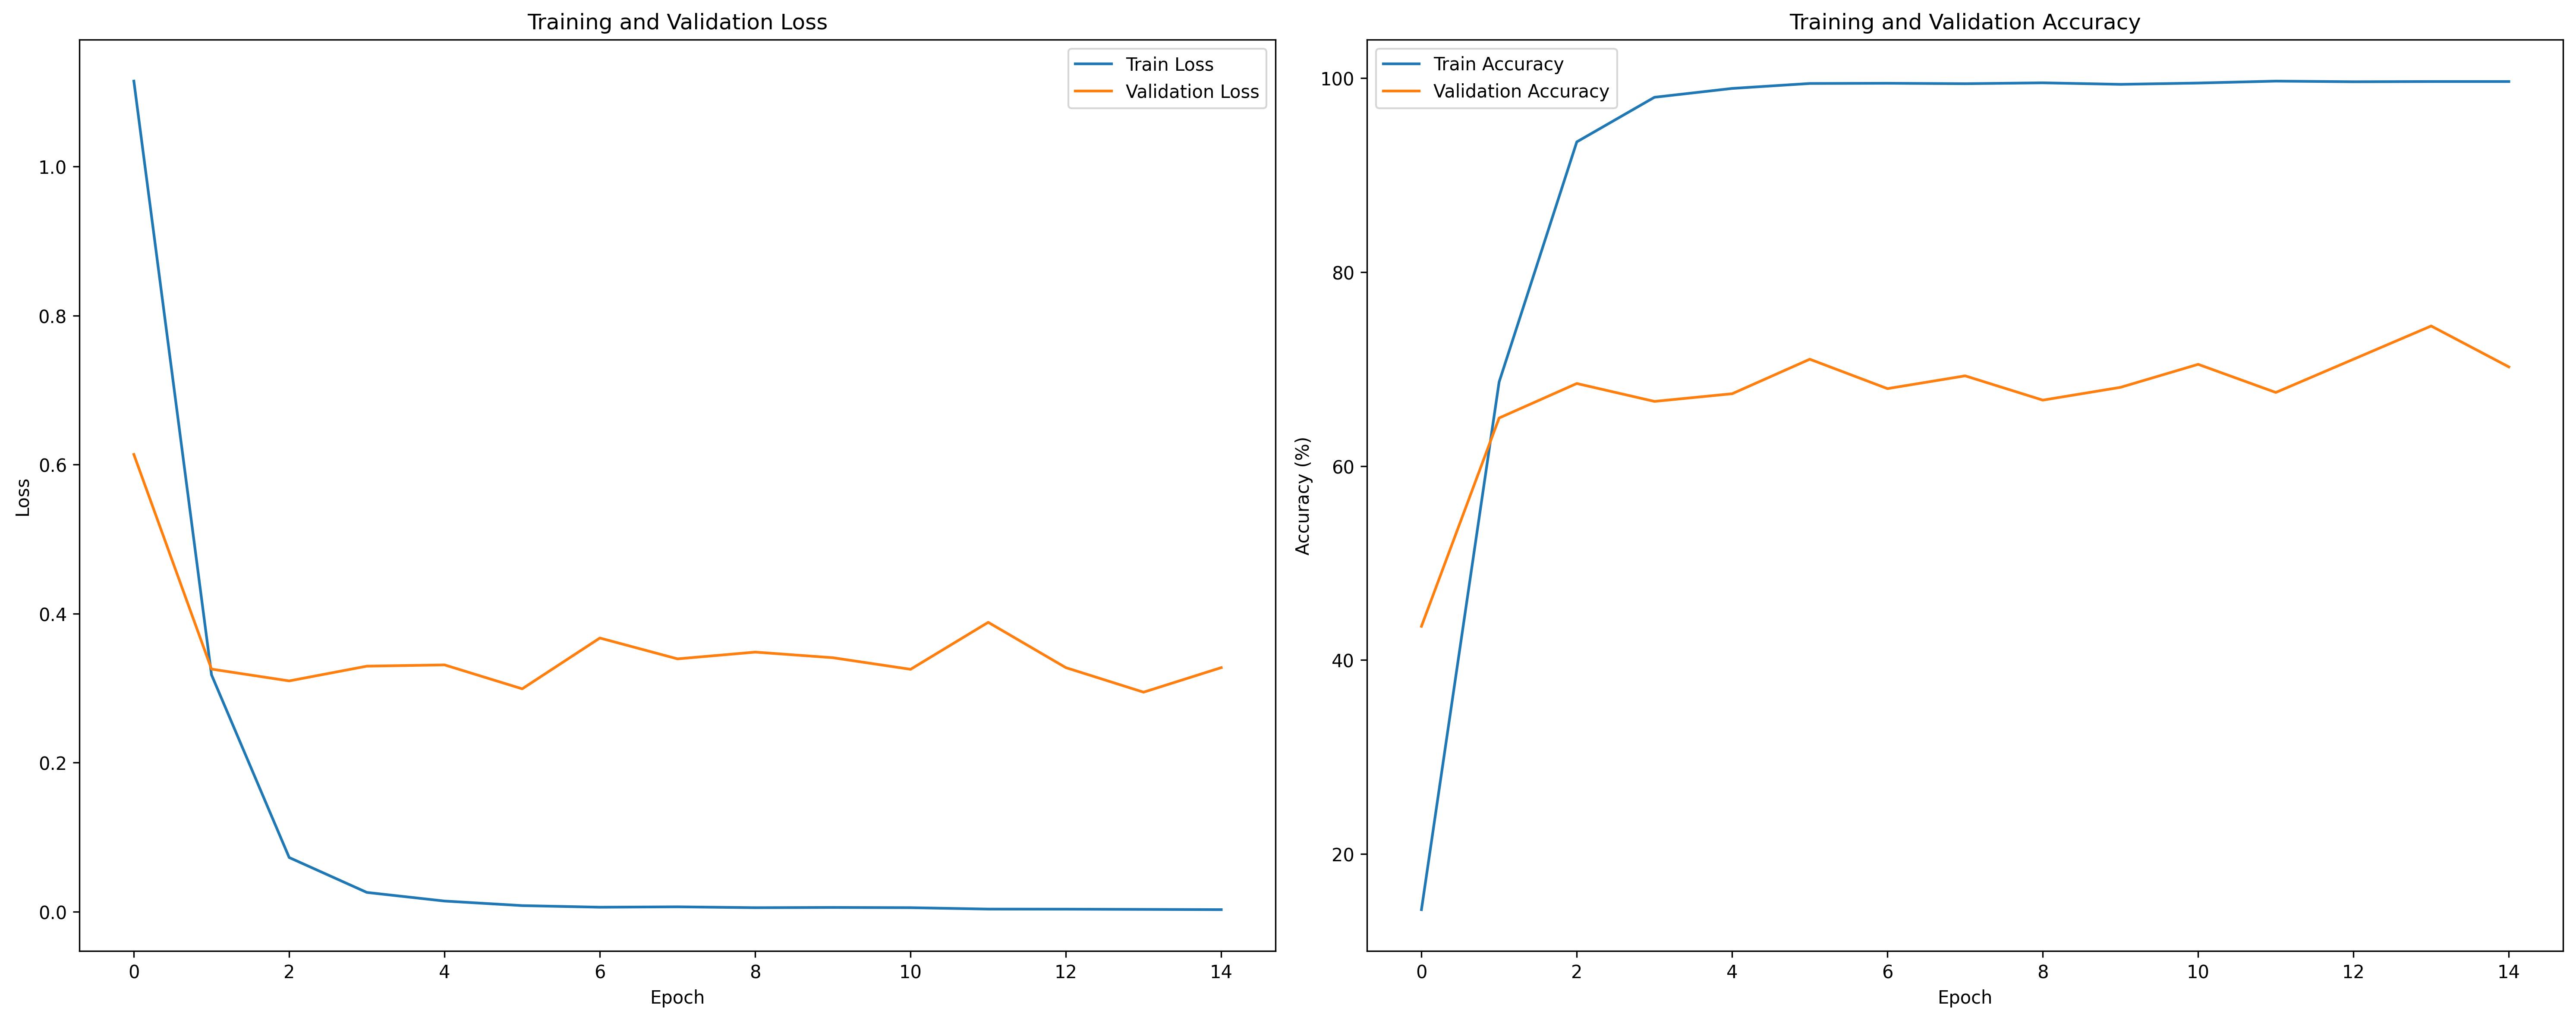 Training and Validation Loss
Train Loss
Validation Loss
1.0
0.8
0.6
0.4
0.2
0.0
Loss
0 2 4 6 8 10 12 14
Epoch
Training and Validation Accuracy
Train Accuracy
Validation Accuracy
100
80
60
40
20
Accuracy (%)
0 2 4 6 8 10 12 14
Epoch